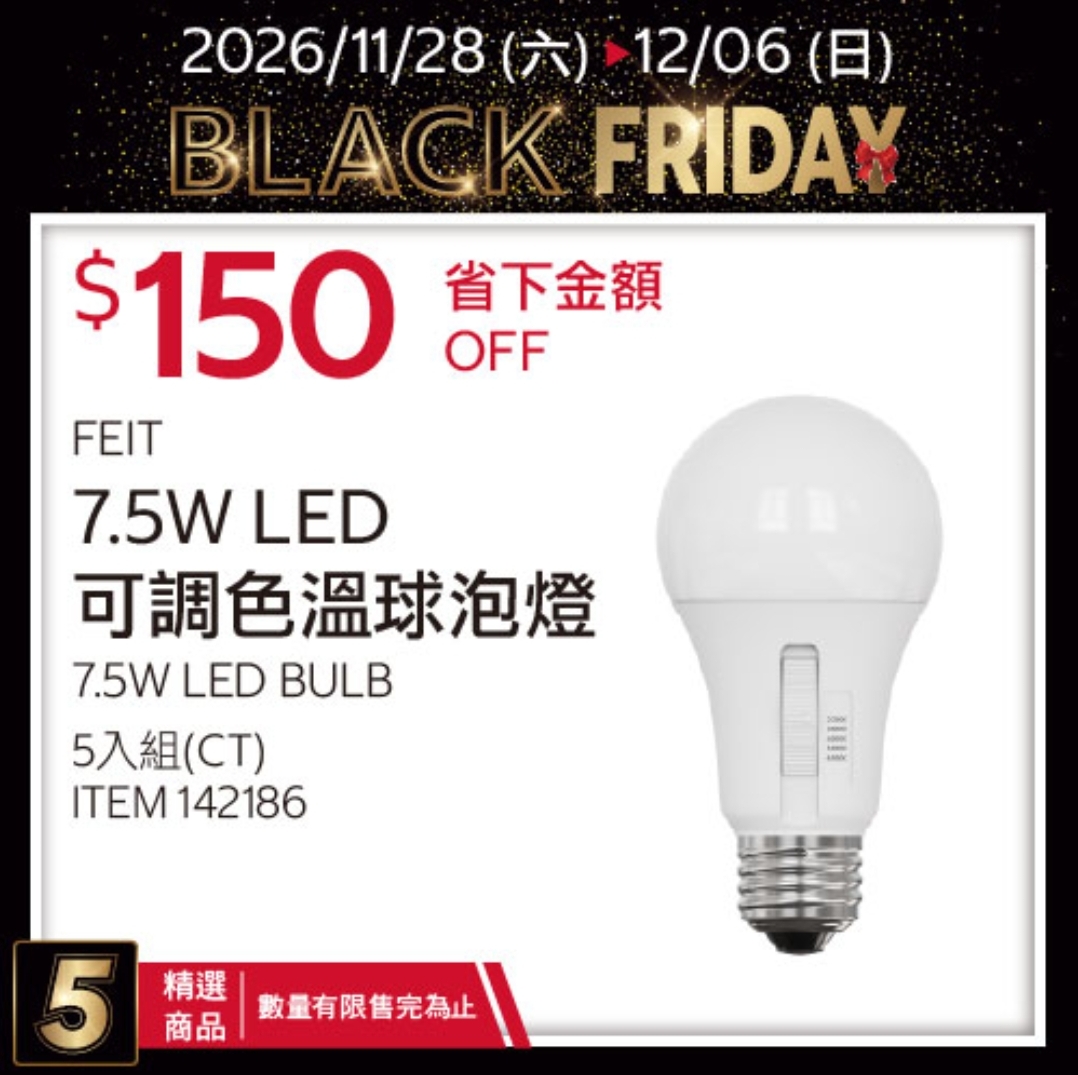 2026/11/28 (六) ▶ 12/06 (日)
BLACK FRIDAY
$150
省下金額
OFF
FEIT
7.5W LED
可調色溫球泡燈
7.5W LED BULB
5入組(CT)
ITEM 142186
5
精選
商品
數量有限售完為止